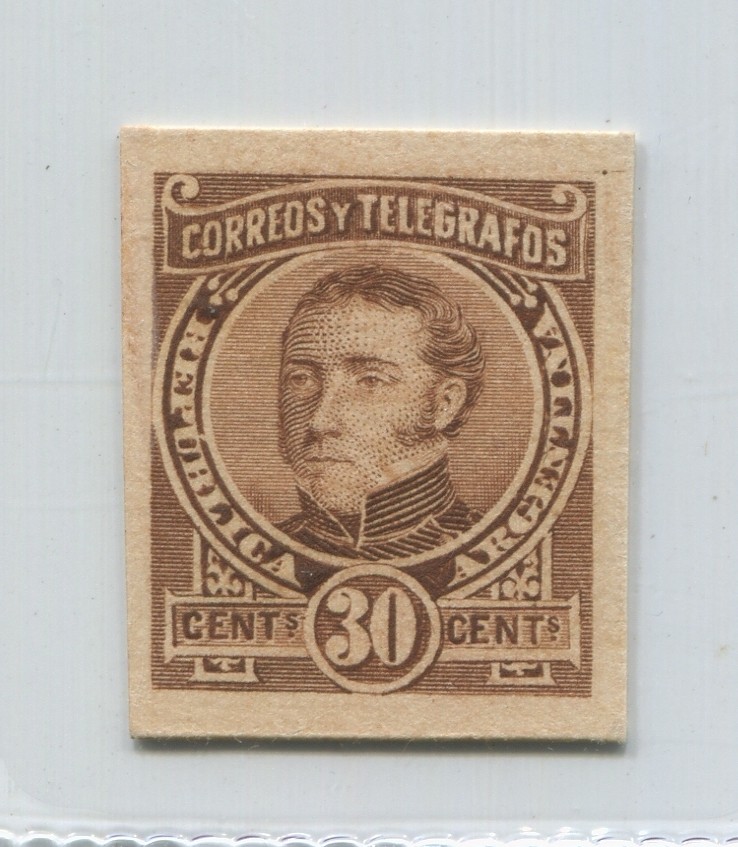 CORREOS Y TELEGRAFOS
REPUBLICA ARGENTINA
CENTS 30 CENTS